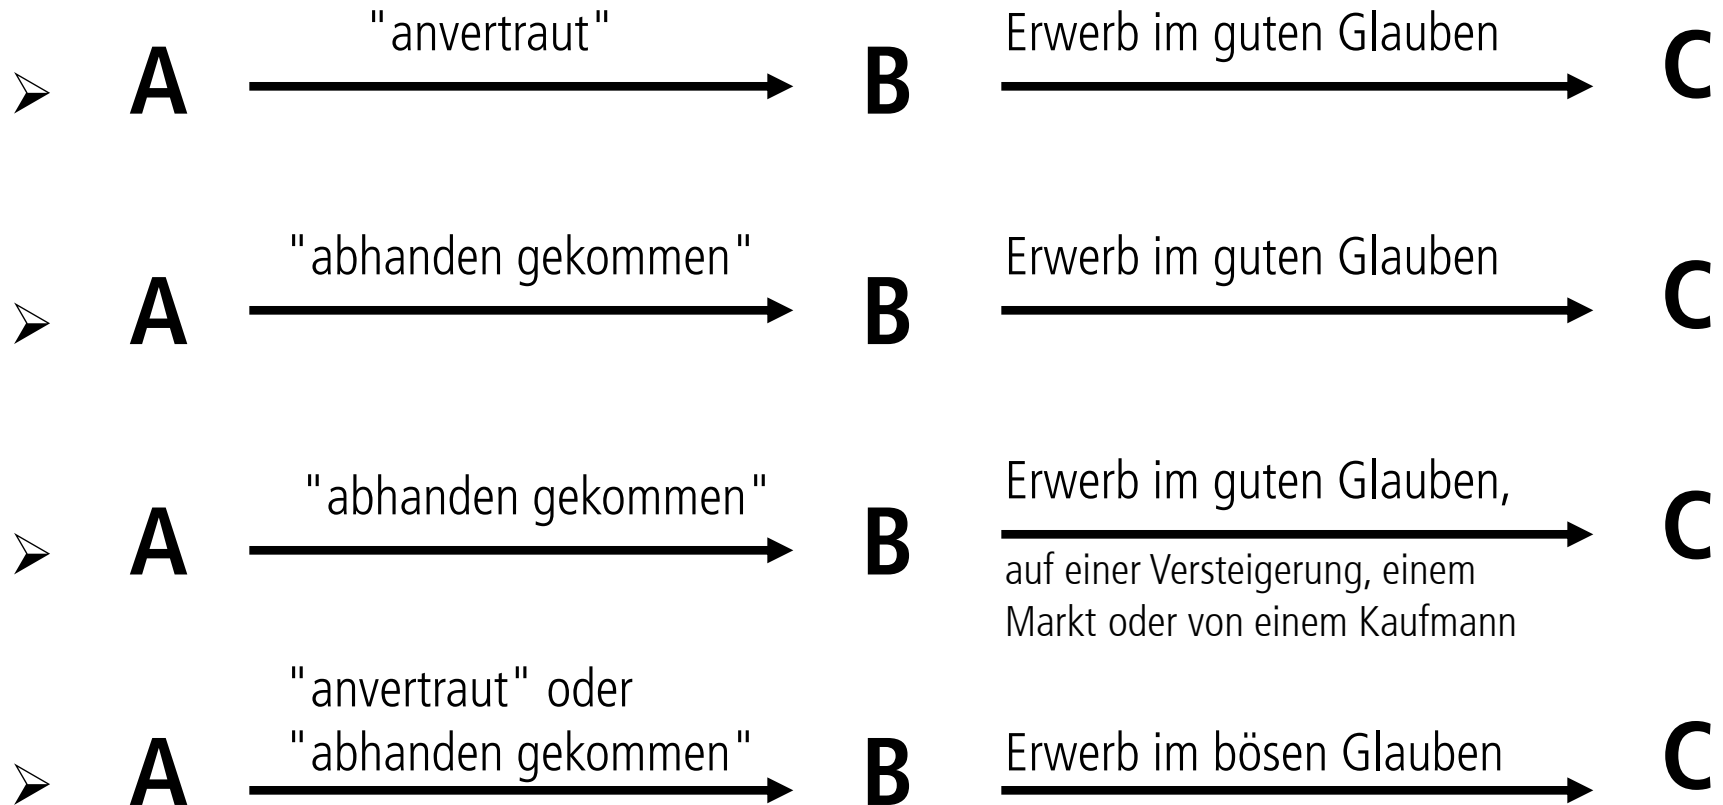 "anvertraut" Erwerb im guten Glauben
➢ A B C
"abhanden gekommen" Erwerb im guten Glauben
➢ A B C
"abhanden gekommen" Erwerb im guten Glauben,
➢ A B C
auf einer Versteigerung, einem
Markt oder von einem Kaufmann
"anvertraut" oder
"abhanden gekommen" Erwerb im bösen Glauben
➢ A B C